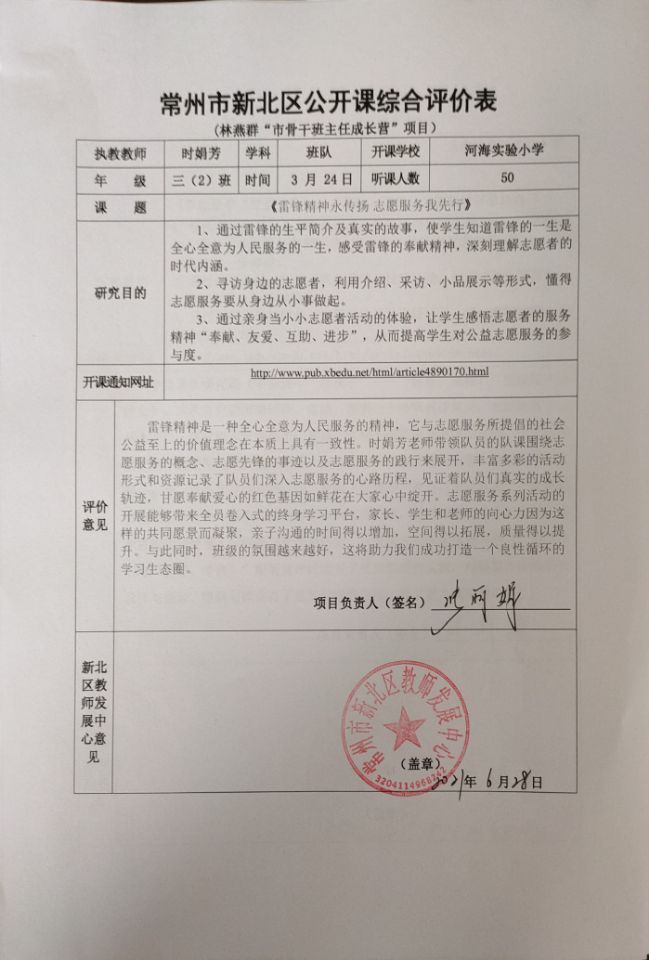 常州市新北区公开课综合评价表
（林燕群“市骨干班主任成长营”项目）
执教教师 时娟芳 学科 班队 开课学校 河海实验小学
年 级 三（2）班 时间 3 月 24 日 听课人数 50
课 题 《雷锋精神永传扬 志愿服务我先行》
研究目的
1、通过雷锋的生平简介及真实的故事，使学生知道雷锋的一生是
全心全意为人民服务的一生，感受雷锋的奉献精神，深刻理解志愿者的
时代内涵。
2、寻访身边的志愿者，利用介绍、采访、小品展示等形式，懂得
志愿服务要从身边从小事做起。
3、通过亲身当小小志愿者活动的体验，让学生感悟志愿者的服务
精神“奉献、友爱、互助、进步”，从而提高学生对公益志愿服务的参
与度。
开课通知网址 http://www.pub.xbedu.net/html/article4890170.html
评价
意见
雷锋精神是一种全心全意为人民服务的精神，它与志愿服务所提倡的社会
公益至上的价值理念在本质上具有一致性。时娟芳老师带领队员的队课围绕志
愿服务的概念、志愿先锋的事迹以及志愿服务的践行来展开，丰富多彩的活动
形式和资源记录了队员们深入志愿服务的心路历程，见证着队员们真实的成长
轨迹，甘愿奉献爱心的红色基因如鲜花在大家心中绽开。志愿服务系列活动的
开展能够带来全员卷入式的终身学习平台，家长、学生和老师的向心力因为这
样的共同愿景而凝聚，亲子沟通的时间得以增加，空间得以拓展，质量得以提
升。与此同时，班级的氛围越来越好，这将助力我们成功打造一个良性循环的
学习生态圈。
项目负责人（签名）
新北
区教
师发
展中
心意
见
常州市新北区教师发展中心
（盖章）
3204114968242
2021年 6 月 28 日